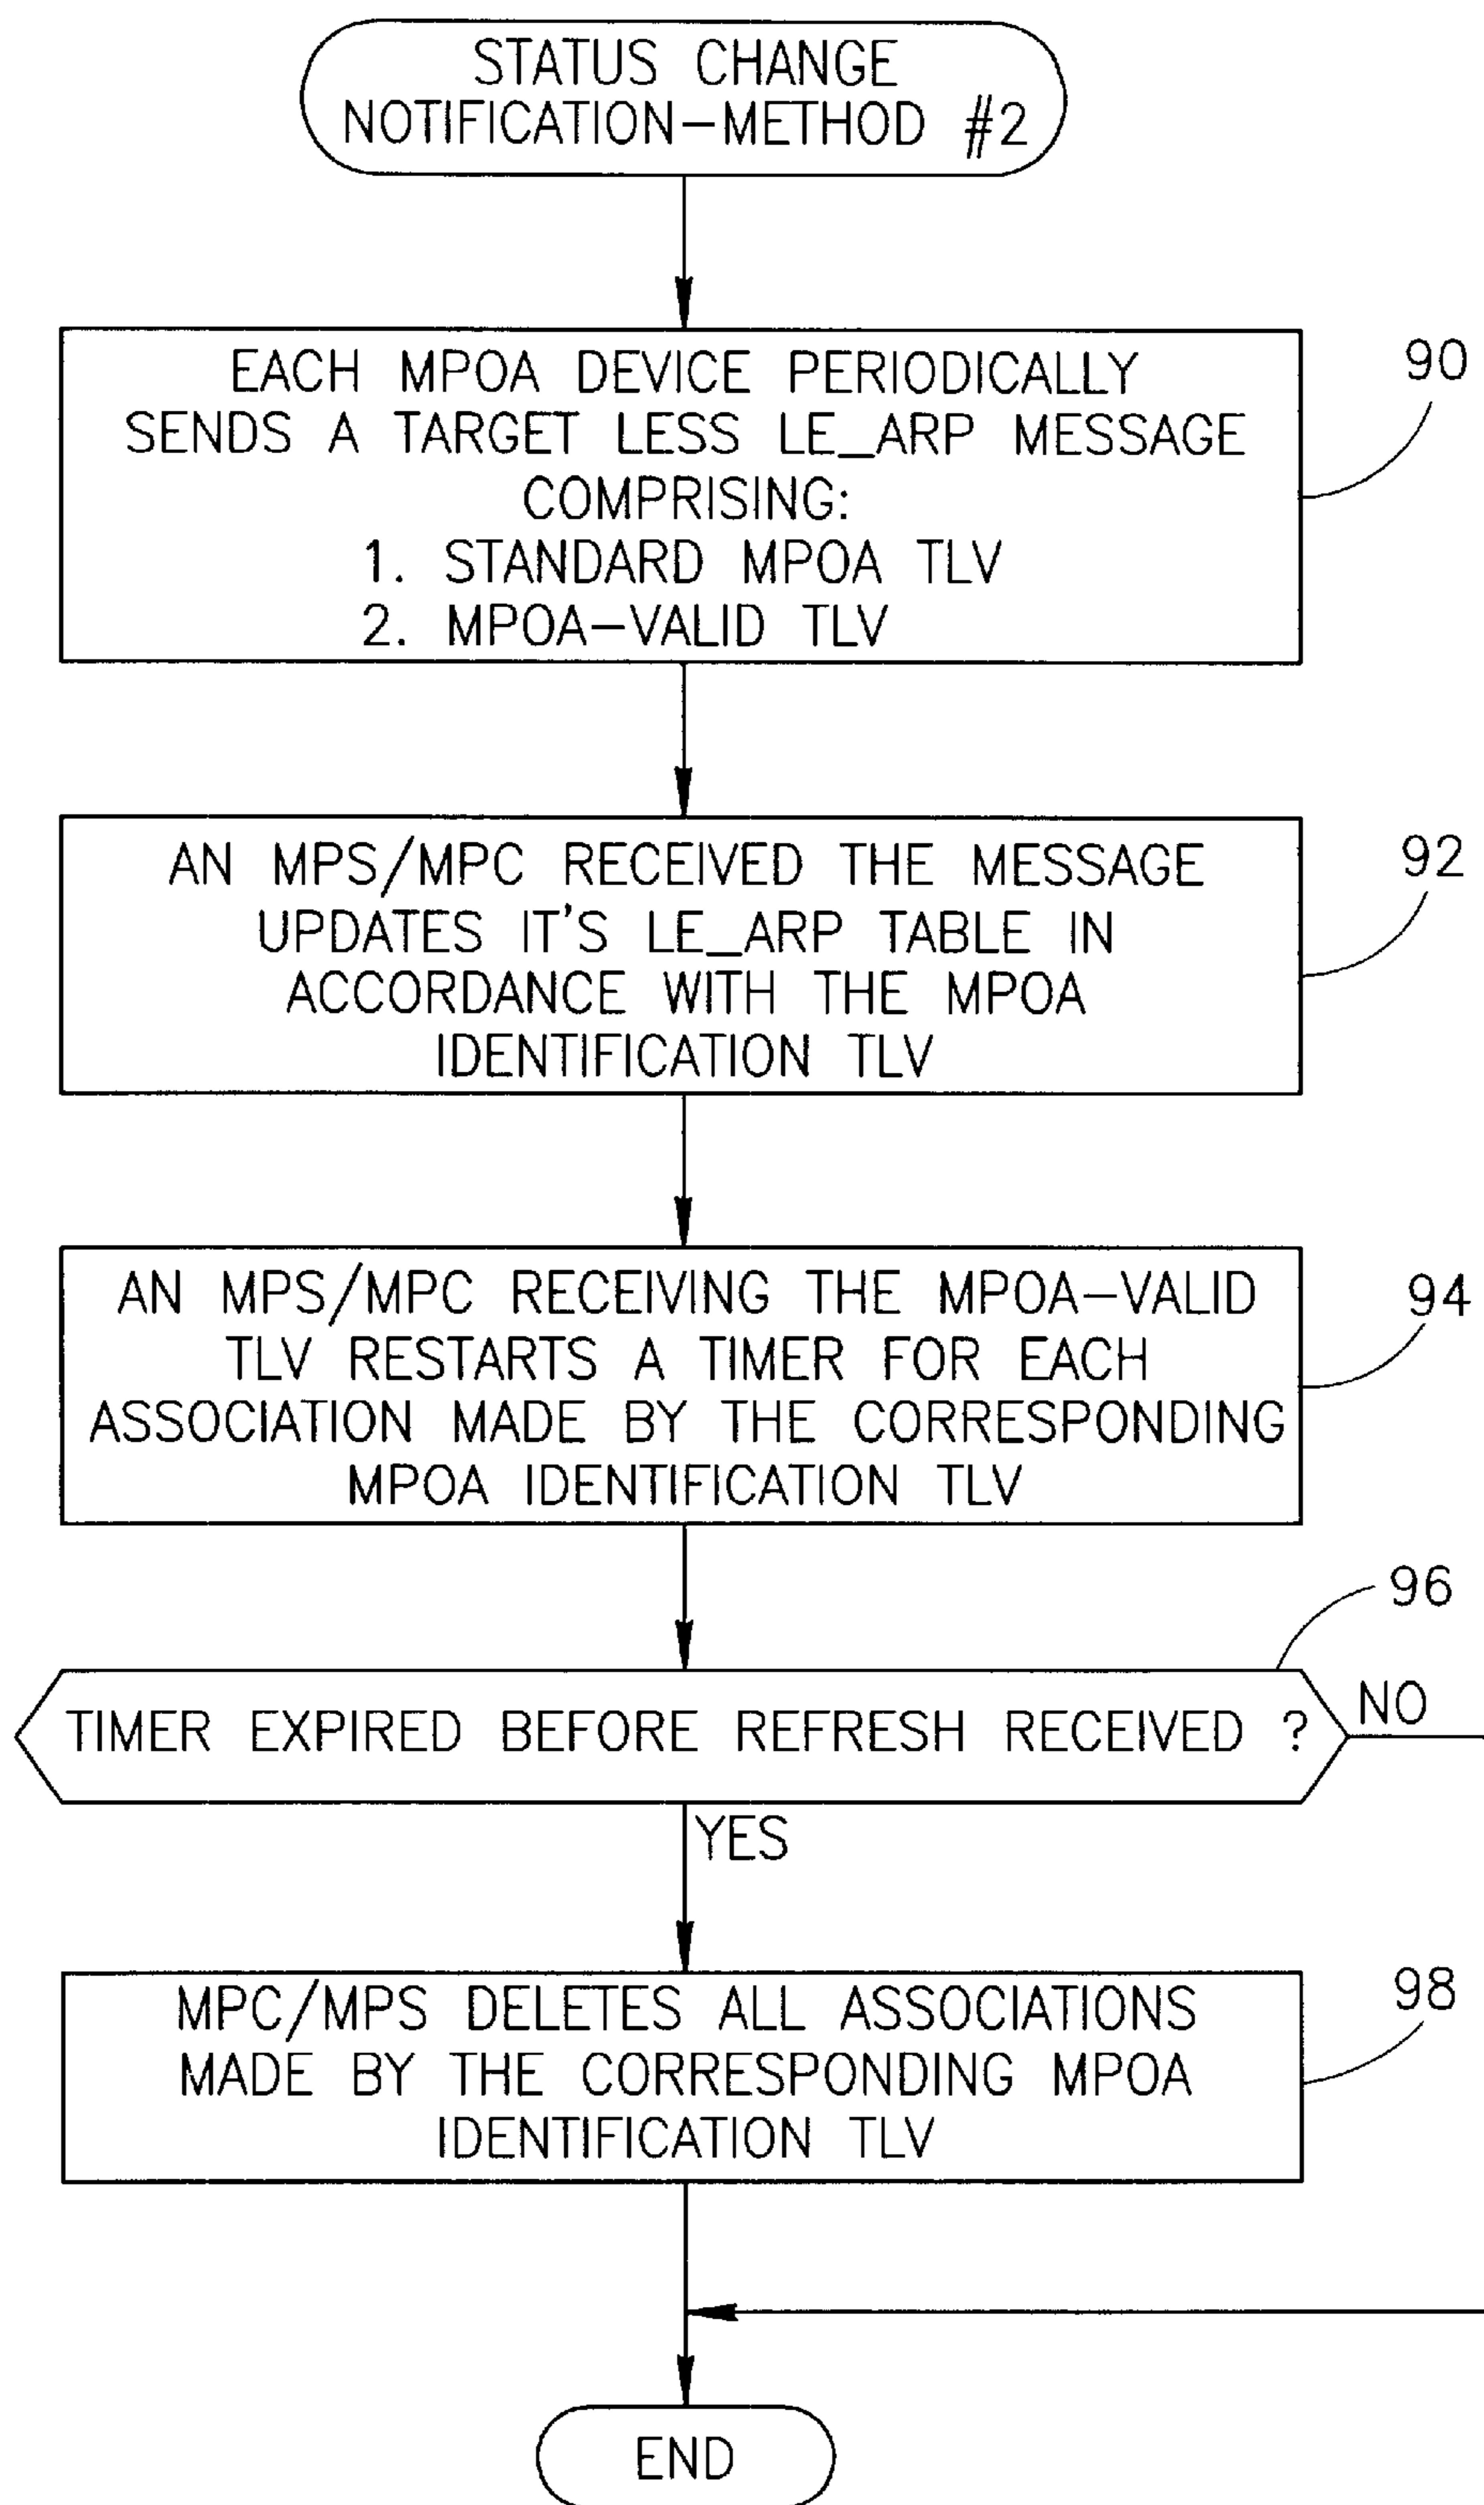 STATUS CHANGE
NOTIFICATION-METHOD #2
EACH MPOA DEVICE PERIODICALLY
SENDS A TARGET LESS LE_ARP MESSAGE
COMPRISING:
1. STANDARD MPOA TLV
2. MPOA-VALID TLV
90
AN MPS/MPC RECEIVED THE MESSAGE
UPDATES IT'S LE_ARP TABLE IN
ACCORDANCE WITH THE MPOA
IDENTIFICATION TLV
92
AN MPS/MPC RECEIVING THE MPOA-VALID
TLV RESTARTS A TIMER FOR EACH
ASSOCIATION MADE BY THE CORRESPONDING
MPOA IDENTIFICATION TLV
94
96
TIMER EXPIRED BEFORE REFRESH RECEIVED ?
NO
YES
MPC/MPS DELETES ALL ASSOCIATIONS
MADE BY THE CORRESPONDING MPOA
IDENTIFICATION TLV
98
END